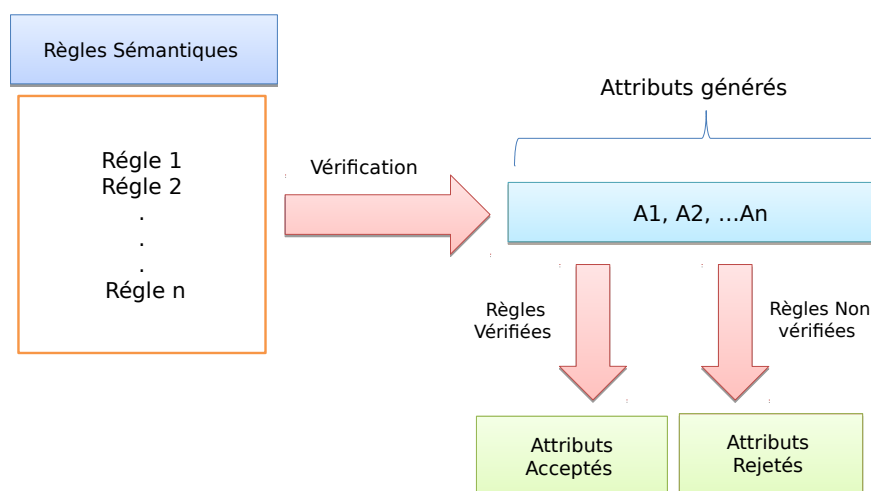 Règles Sémantiques
Régle 1
Régle 2
.
.
.
Régle n
Vérification
Attributs générés
A1, A2, …An
Règles
Vérifiées
Règles Non
vérifiées
Attributs
Acceptés
Attributs
Rejetés